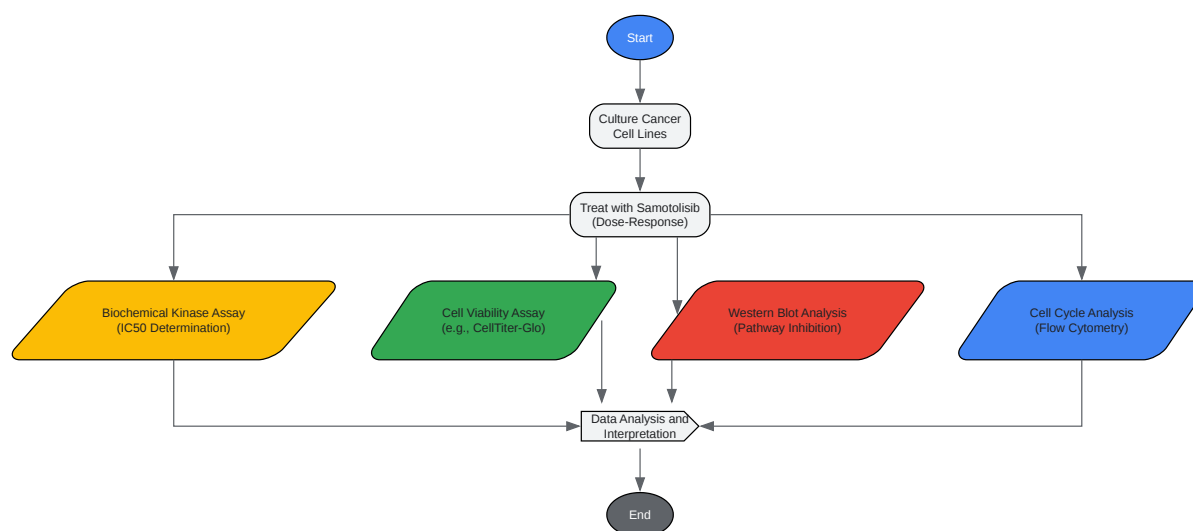 Start
Culture Cancer
Cell Lines
Treat with Samotolisib
(Dose-Response)
Biochemical Kinase Assay
(IC50 Determination)
Cell Viability Assay
(e.g., CellTiter-Glo)
Western Blot Analysis
(Pathway Inhibition)
Cell Cycle Analysis
(Flow Cytometry)
Data Analysis and
Interpretation
End